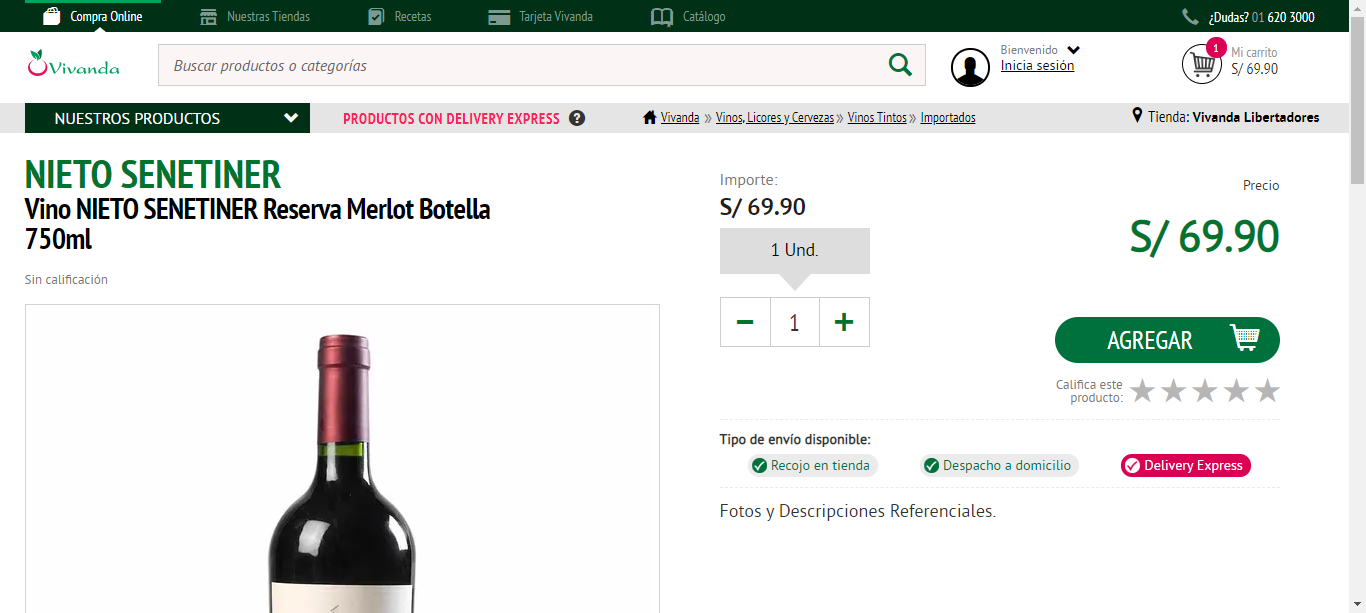 Compra Online
Nuestras Tiendas
Recetas
Tarjeta Vivanda
Catálogo
¿Dudas? 01 620 3000
Vivanda
Buscar productos o categorías
Bienvenido
Inicia sesión
1
Mi carrito
S/ 69.90
NUESTROS PRODUCTOS
PRODUCTOS CON DELIVERY EXPRESS ?
Vivanda » Vinos, Licores y Cervezas » Vinos Tintos » Importados
Tienda: Vivanda Libertadores
NIETO SENETINER
Vino NIETO SENETINER Reserva Merlot Botella
750ml
Sin calificación
Importe:
S/ 69.90
1 Und.
− 1 +
Precio
S/ 69.90
AGREGAR
Califica este
producto:
Tipo de envío disponible:
Recojo en tienda
Despacho a domicilio
Delivery Express
Fotos y Descripciones Referenciales.